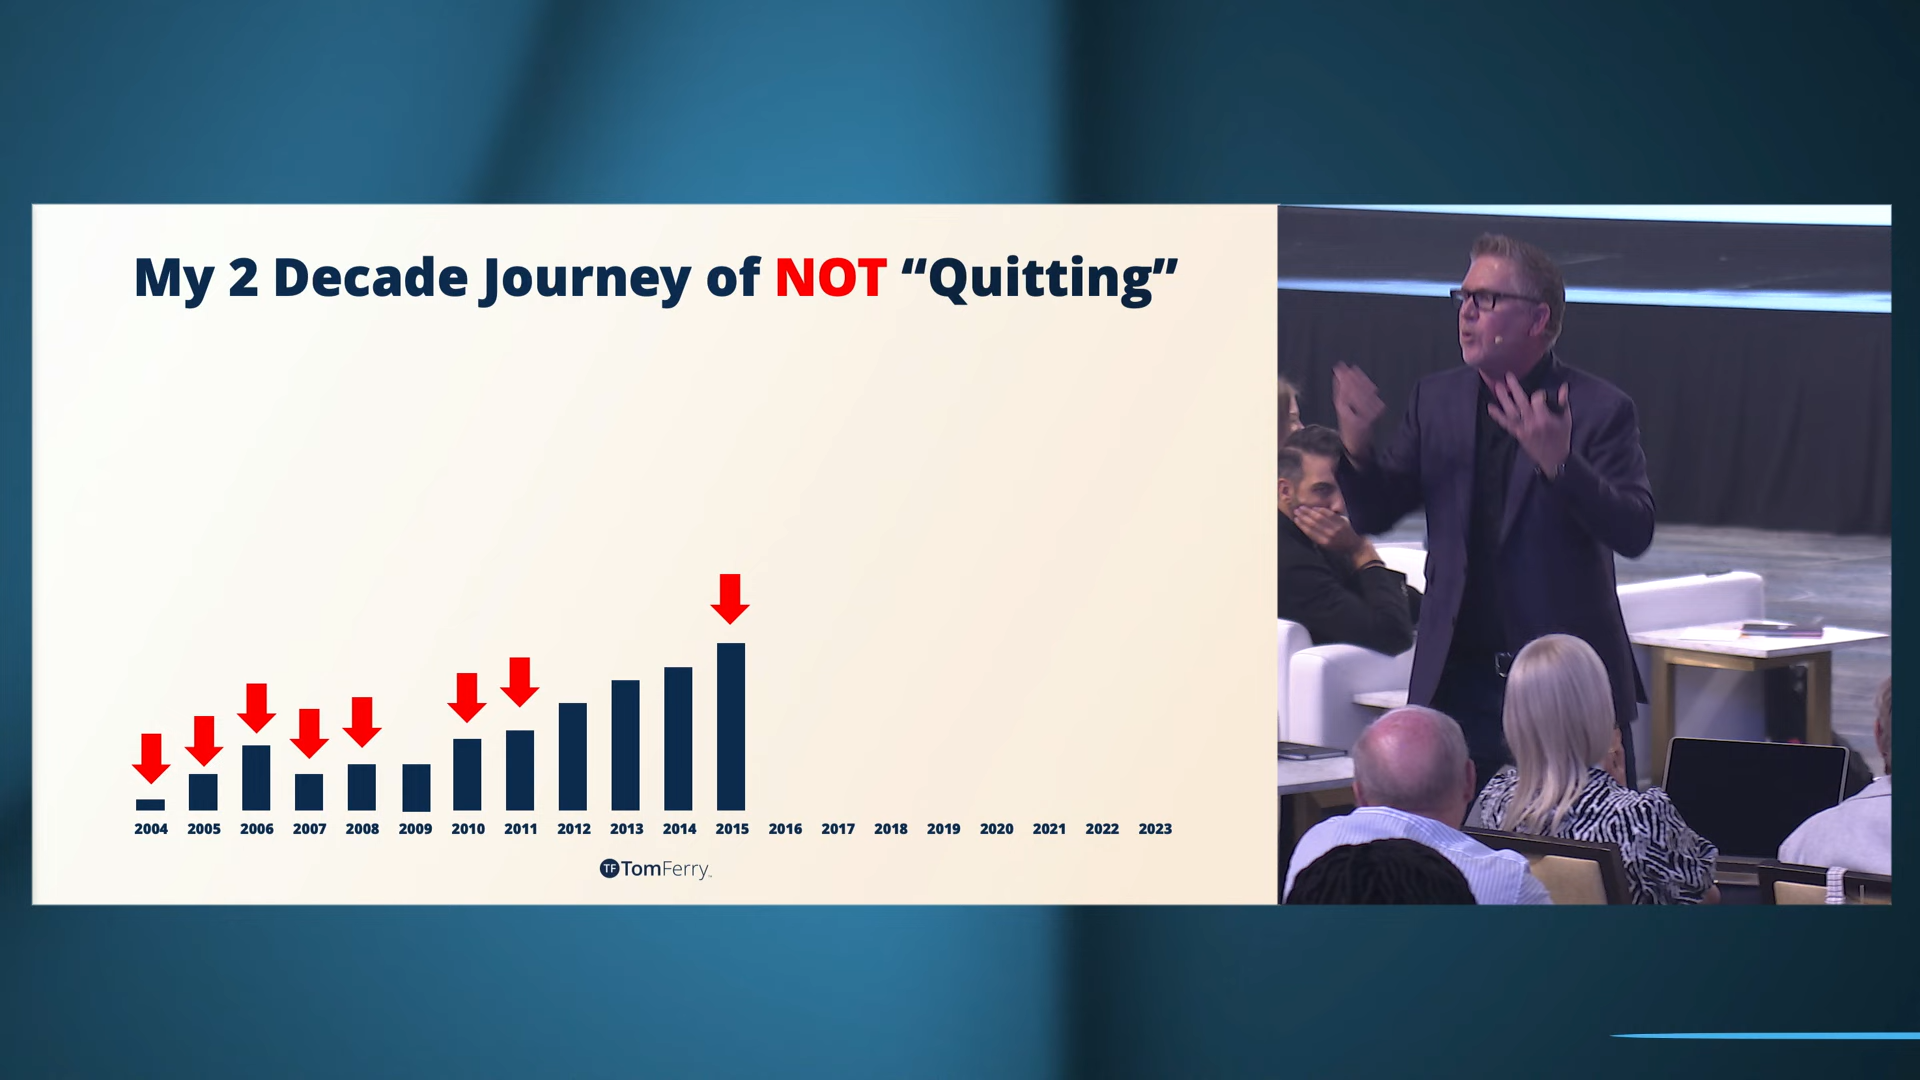 My 2 Decade Journey of NOT “Quitting”
2004 2005 2006 2007 2008 2009 2010 2011 2012 2013 2014 2015 2016 2017 2018 2019 2020 2021 2022 2023
TF TomFerry